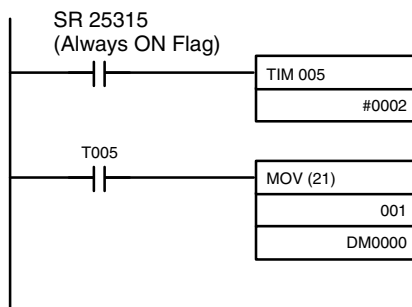 SR 25315
(Always ON Flag)
TIM 005
#0002
T005
MOV (21)
001
DM0000